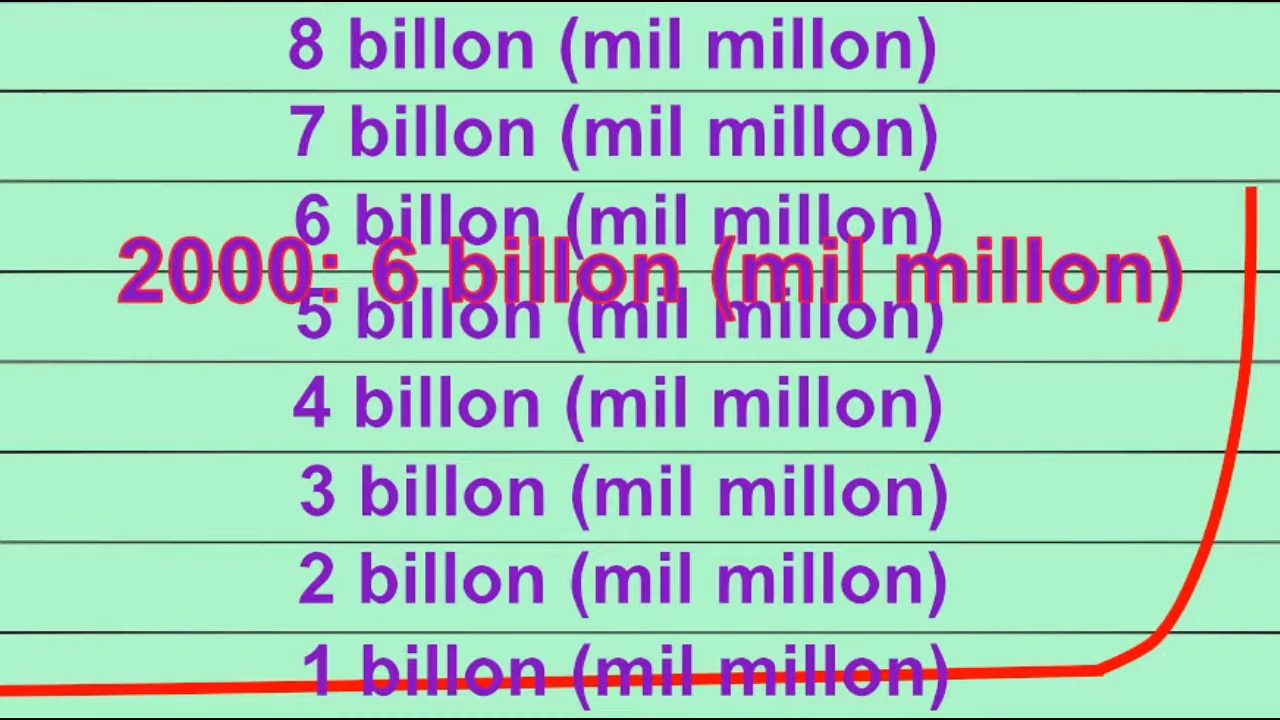 8 billon (mil millon)
7 billon (mil millon)
6 billon (mil millon)
2000: 6 billon (mil millon)
5 billon (mil millon)
4 billon (mil millon)
3 billon (mil millon)
2 billon (mil millon)
1 billon (mil millon)